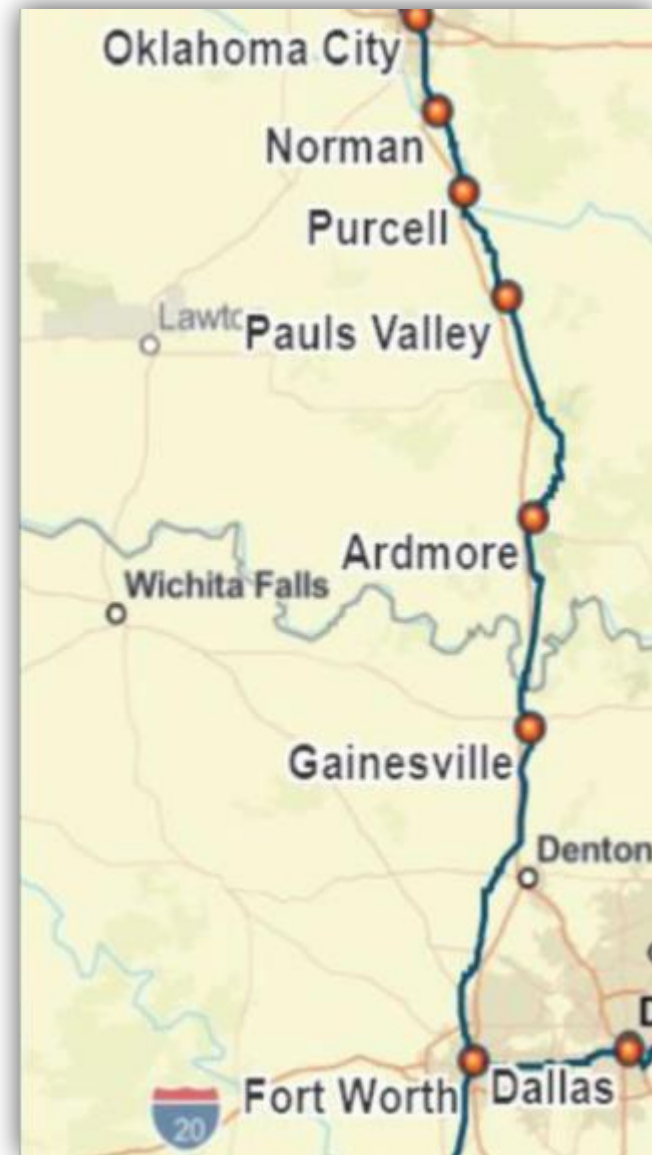 Oklahoma City
Norman
Purcell
Pauls Valley
Ardmore
Wichita Falls
Gainesville
Denton
Fort Worth
Dallas
20